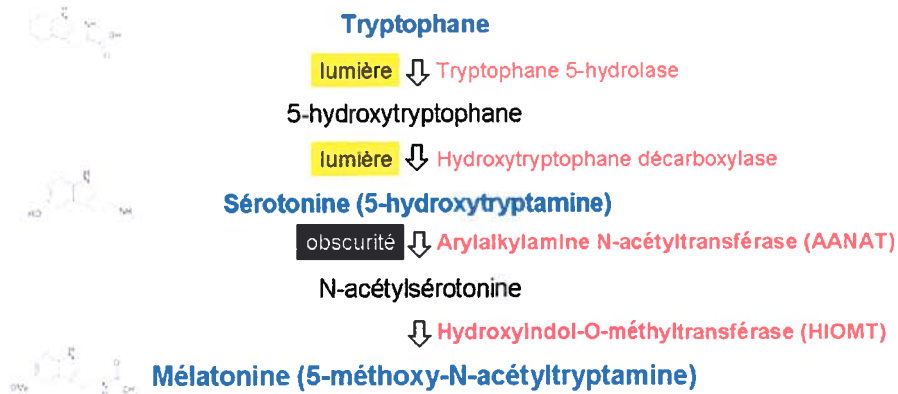 Tryptophane
lumière Tryptophane 5-hydrolase
5-hydroxytryptophane
lumière Hydroxytryptophane décarboxylase
Sérotonine (5-hydroxytryptamine)
obscurité Arylalkylamine N-acétyltransférase (AANAT)
N-acétylsérotonine
Hydroxyindol-O-méthyltransférase (HIOMT)
Mélatonine (5-méthoxy-N-acétyltryptamine)